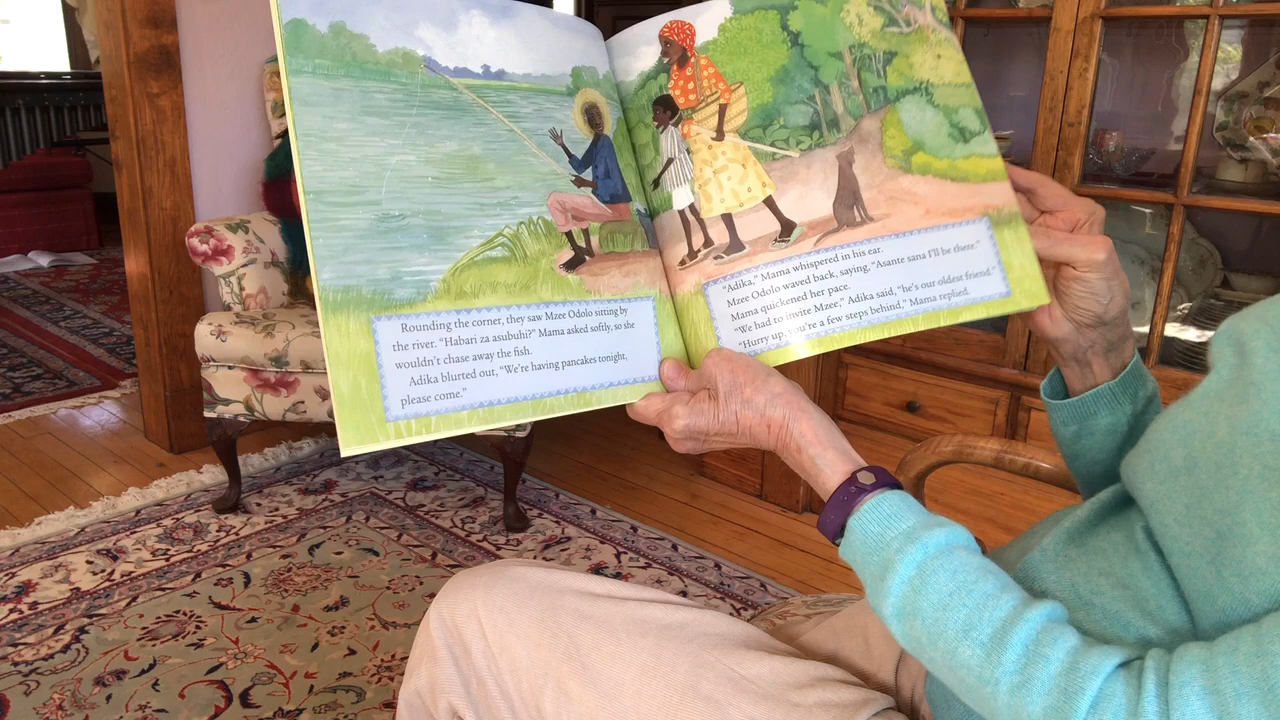 Rounding the corner, they saw Mzee Odolo sitting by
the river. “Habari za asubuhi?” Mama asked softly, so she
wouldn’t chase away the fish.
Adika blurted out, “We’re having pancakes tonight,
please come.”
“Adika,” Mama whispered in his ear.
Mzee Odolo waved back, saying, “Asante sana I’ll be there.”
Mama quickened her pace.
“We had to invite Mzee,” Adika said, “he’s our oldest friend.”
“Hurry up, you’re a few steps behind.” Mama replied.